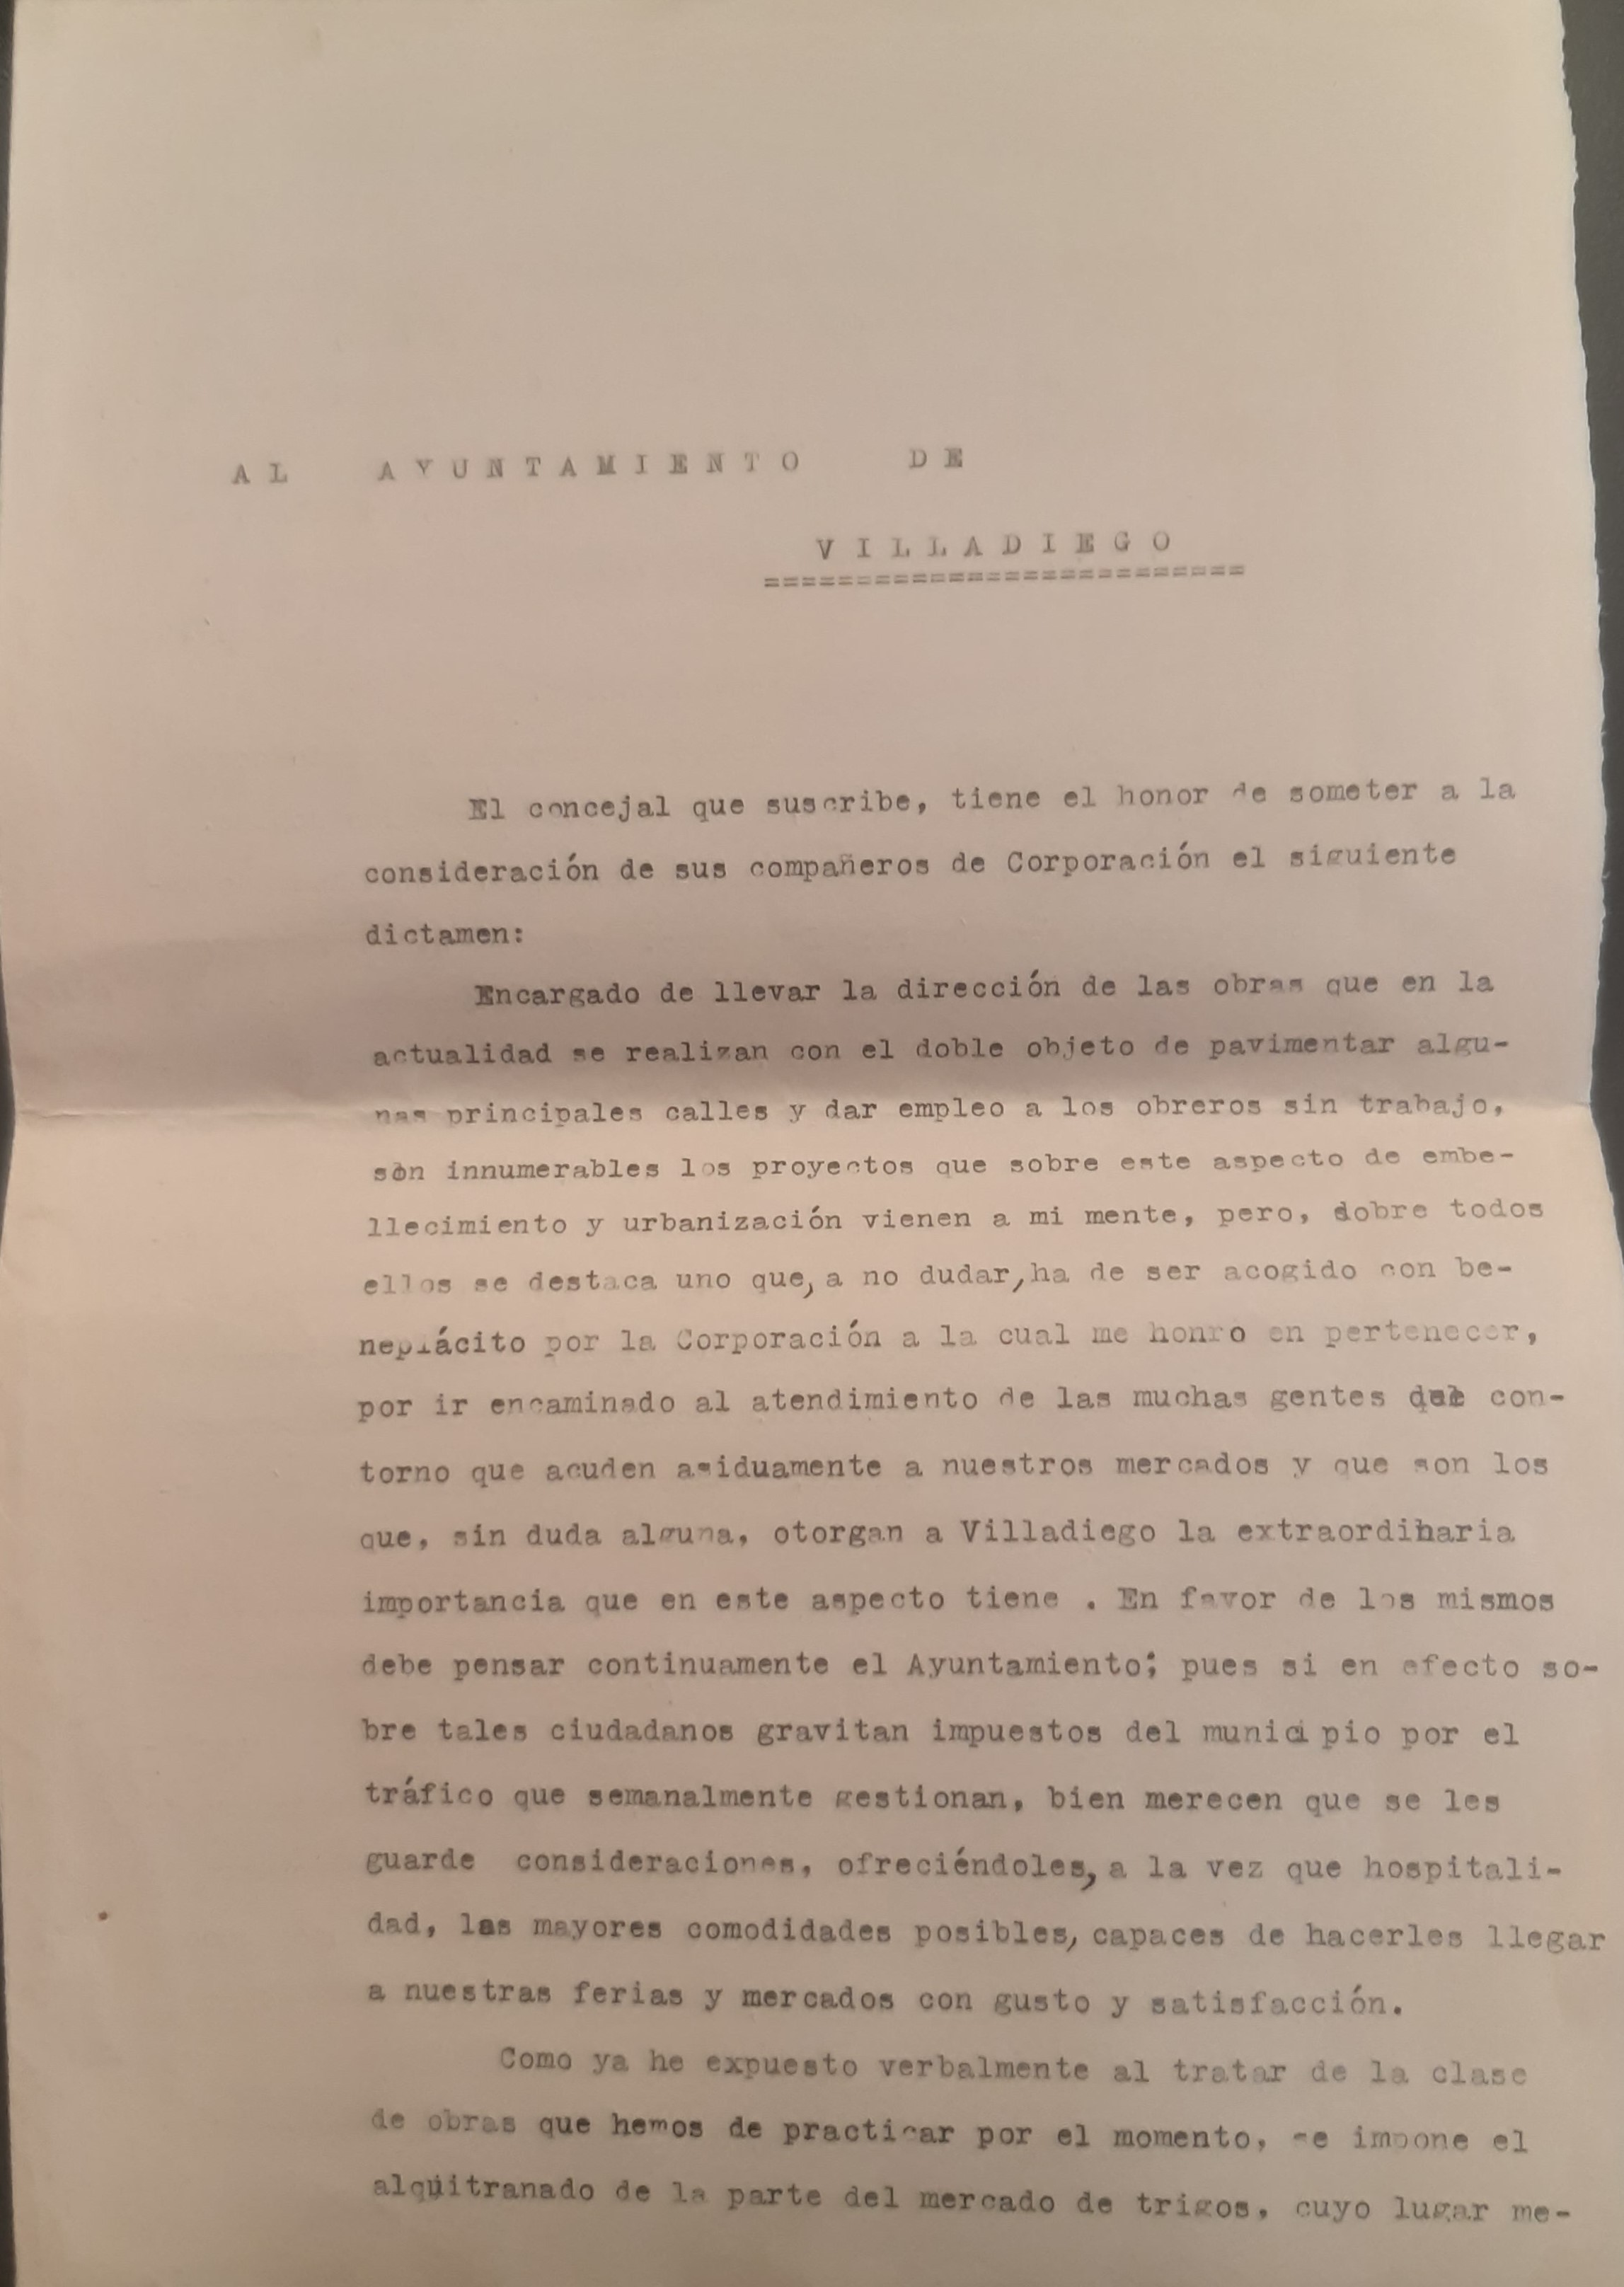 AL AYUNTAMIENTO DE
VILLADIEGO
==========================
El concejal que suscribe, tiene el honor de someter a la
consideración de sus compañeros de Corporación el siguiente
dictamen:
Encargado de llevar la dirección de las obras que en la
actualidad se realizan con el doble objeto de pavimentar algu-
nas principales calles y dar empleo a los obreros sin trabajo,
son innumerables los proyectos que sobre este aspecto de embe-
llecimiento y urbanización vienen a mi mente, pero, dobre todos
ellos se destaca uno que, a no dudar, ha de ser acogido con be-
neplácito por la Corporación a la cual me honro en pertenecer,
por ir encaminado al atendimiento de las muchas gentes del con-
torno que acuden asiduamente a nuestros mercados y que son los
que, sin duda alguna, otorgan a Villadiego la extraordinaria
importancia que en este aspecto tiene . En favor de los mismos
debe pensar continuamente el Ayuntamiento; pues si en efecto so-
bre tales ciudadanos gravitan impuestos del munici pio por el
tráfico que semanalmente gestionan, bien merecen que se les
guarde consideraciones, ofreciéndoles, a la vez que hospitali-
dad, las mayores comodidades posibles, capaces de hacerles llegar
a nuestras ferias y mercados con gusto y satisfacción.
Como ya he expuesto verbalmente al tratar de la clase
de obras que hemos de practicar por el momento, se impone el
alquitranado de la parte del mercado de trigos, cuyo lugar me-